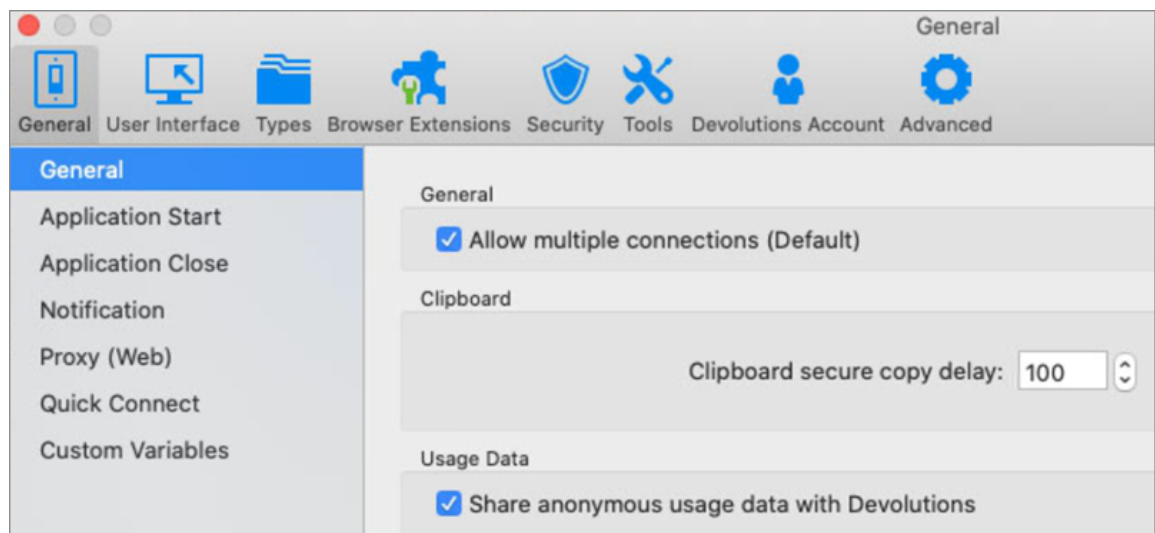 General
General User Interface Types Browser Extensions Security Tools Devolutions Account Advanced
General
Application Start
Application Close
Notification
Proxy (Web)
Quick Connect
Custom Variables
General
Allow multiple connections (Default)
Clipboard
Clipboard secure copy delay: 100
Usage Data
Share anonymous usage data with Devolutions